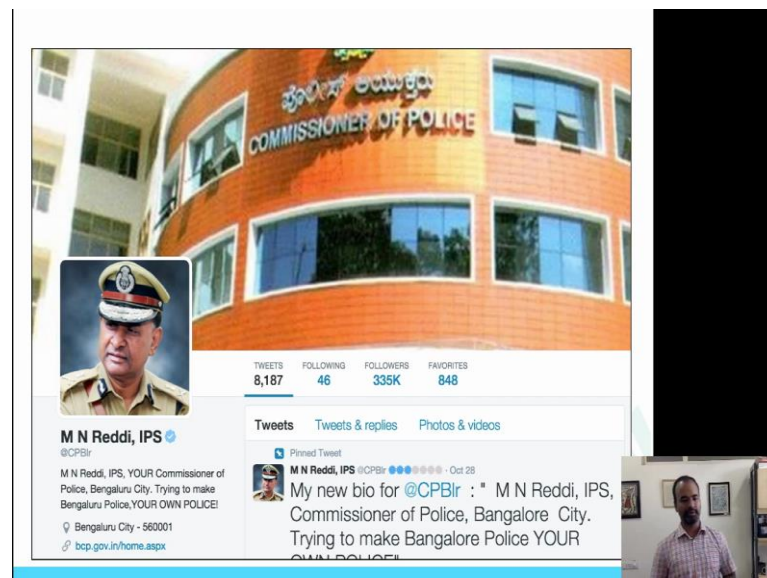 ಪೊಲೀಸ್ ಆಯುಕ್ತರು
COMMISSIONER OF POLICE
TWEETS FOLLOWING FOLLOWERS FAVORITES
8,187 46 335K 848
M N Reddi, IPS
@CPBlr
M N Reddi, IPS, YOUR Commissioner of
Police, Bengaluru City. Trying to make
Bengaluru Police,YOUR OWN POLICE!
Bengaluru City - 560001
bcp.gov.in/home.aspx
Tweets Tweets & replies Photos & videos
Pinned Tweet
M N Reddi, IPS @CPBlr · Oct 28
My new bio for @CPBlr : " M N Reddi, IPS,
Commissioner of Police, Bangalore City.
Trying to make Bangalore Police YOUR
OWN POLICE"